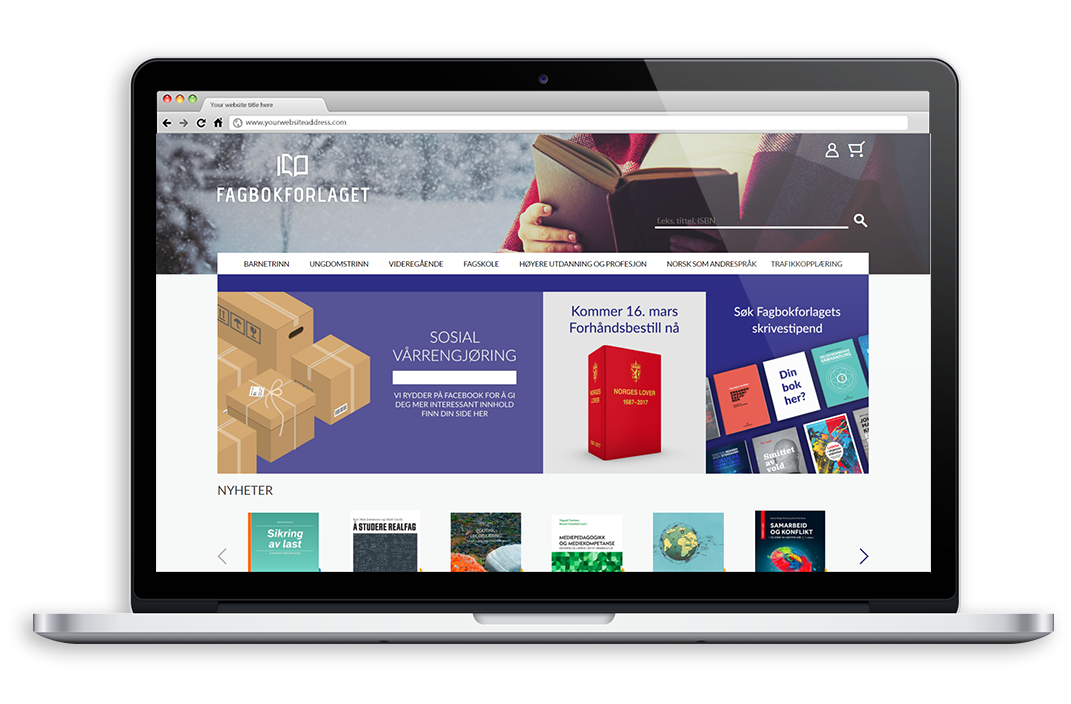 Your website title here
www.yourwebsiteaddress.com
FAGBOKFORLAGET
f.eks. tittel, ISBN
BARNETRINN UNGDOMSTRINN VIDEREGÅENDE FAGSKOLE HØYERE UTDANNING OG PROFESJON NORSK SOM ANDRESPRÅK TRAFIKKOPPLÆRING
SOSIAL
VÅRRENGJØRING
VI RYDDER PÅ FACEBOOK FOR Å GI
DEG MER INTERESSANT INNHOLD
FINN DIN SIDE HER
Kommer 16. mars
Forhåndsbestill nå
NORGES LOVER
1687–2017
Søk Fagbokforlagets
skrivestipend
Din
bok
her?
SAMHANDLING
Smittet
av
vold
NYHETER
Sikring
av last
Å STUDERE REALFAG
MEDIEPEDAGOGIKK
OG MEDIEKOMPETANSE
SAMARBEID
OG KONFLIKT